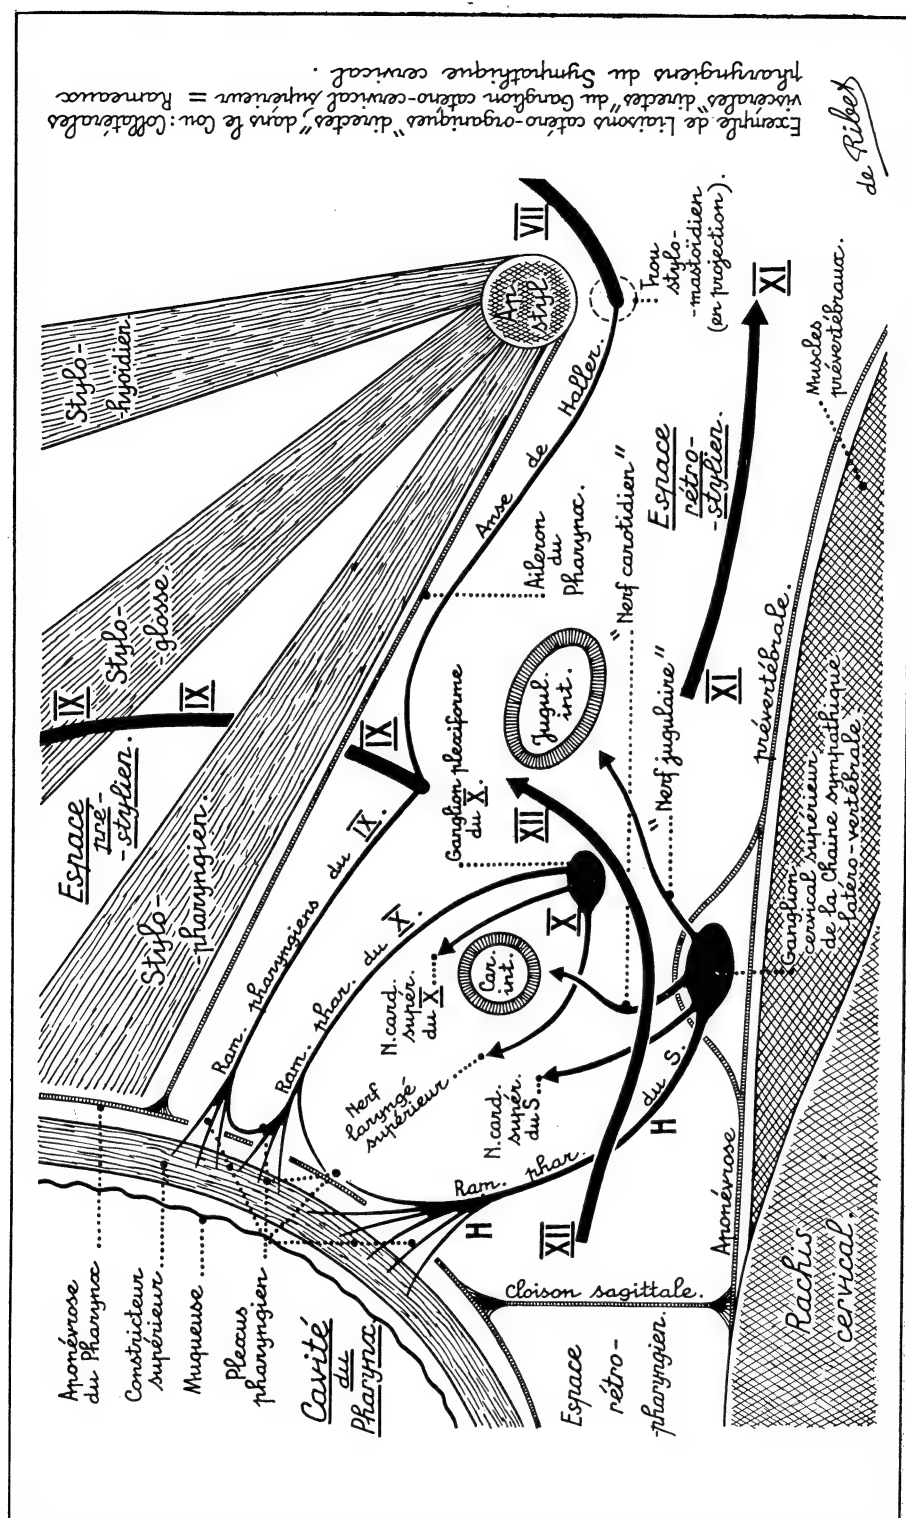 Exemple de Liaisons caténo-organiques "directes", dans le Cou: Collatérales
viscérales "directes" du Ganglion caténo-cervical supérieur = Rameaux
pharyngiens du Sympathique cervical.
de Ribet
VII
Trou
stylo-
-mastoïdien
(en projection).
XI
Muscles
prévertébraux.
Stylo-
-hyoïdien.
Ap.
styl.
Anse de Haller.
Espace
rétro-
-stylien.
Aileron
du
Pharynx.
"Nerf carotidien"
"Nerf jugulaire"
Stylo-
-glosse.
IX
IX
IX
Jugul.
int.
XI
Espace
pré-
-stylien.
Stylo-
-pharyngien.
Ganglion plexiforme
du X.
XII
X
Ram. pharyngiens du IX.
Ram. phar. du X.
N. card.
supér.
du X
Car.
int.
Nerf
laryngé
supérieur
N. card.
supér.
du S.
Ram. phar. du S.
H
H
XII
Aponévrose prévertébrale.
Ganglion
cervical supérieur
de la Chaîne sympathique
latéro-vertébrale.
Aponévrose
du Pharynx
Constricteur
supérieur
Muqueuse
Plexus
pharyngien
Cavité
du
Pharynx.
Cloison sagittale.
Espace
rétro-
-pharyngien.
Rachis
cervical.